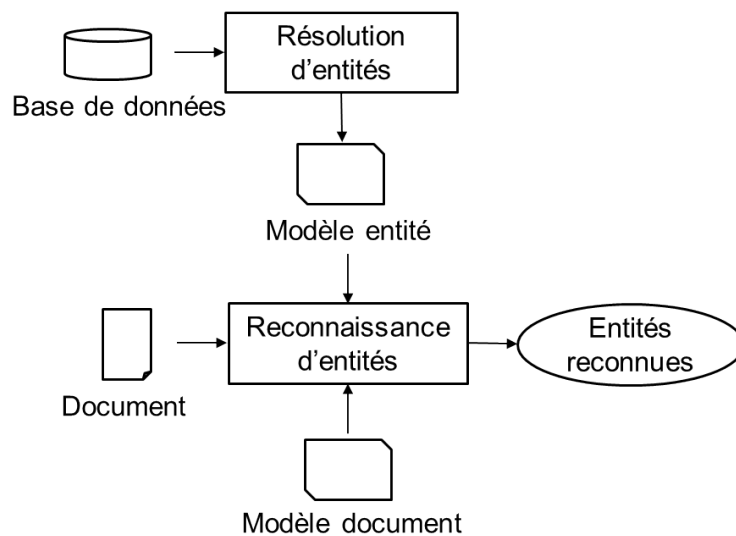 Résolution
d'entités
Base de données
Modèle entité
Reconnaissance
d'entités
Entités
reconnues
Document
Modèle document